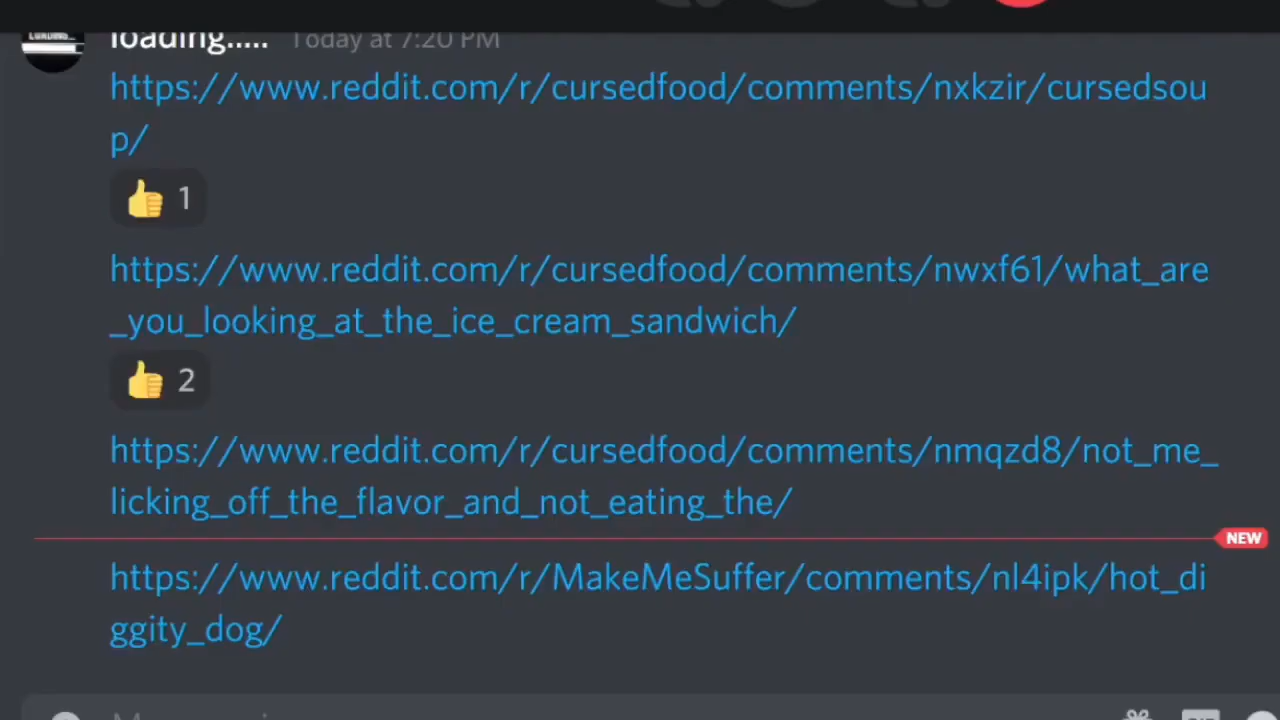 LOADING...
loading..... Today at 7:20 PM
https://www.reddit.com/r/cursedfood/comments/nxkzir/cursedsou
p/
👍 1
https://www.reddit.com/r/cursedfood/comments/nwxf61/what_are
_you_looking_at_the_ice_cream_sandwich/
👍 2
https://www.reddit.com/r/cursedfood/comments/nmqzd8/not_me_
licking_off_the_flavor_and_not_eating_the/
NEW
https://www.reddit.com/r/MakeMeSuffer/comments/nl4ipk/hot_di
ggity_dog/